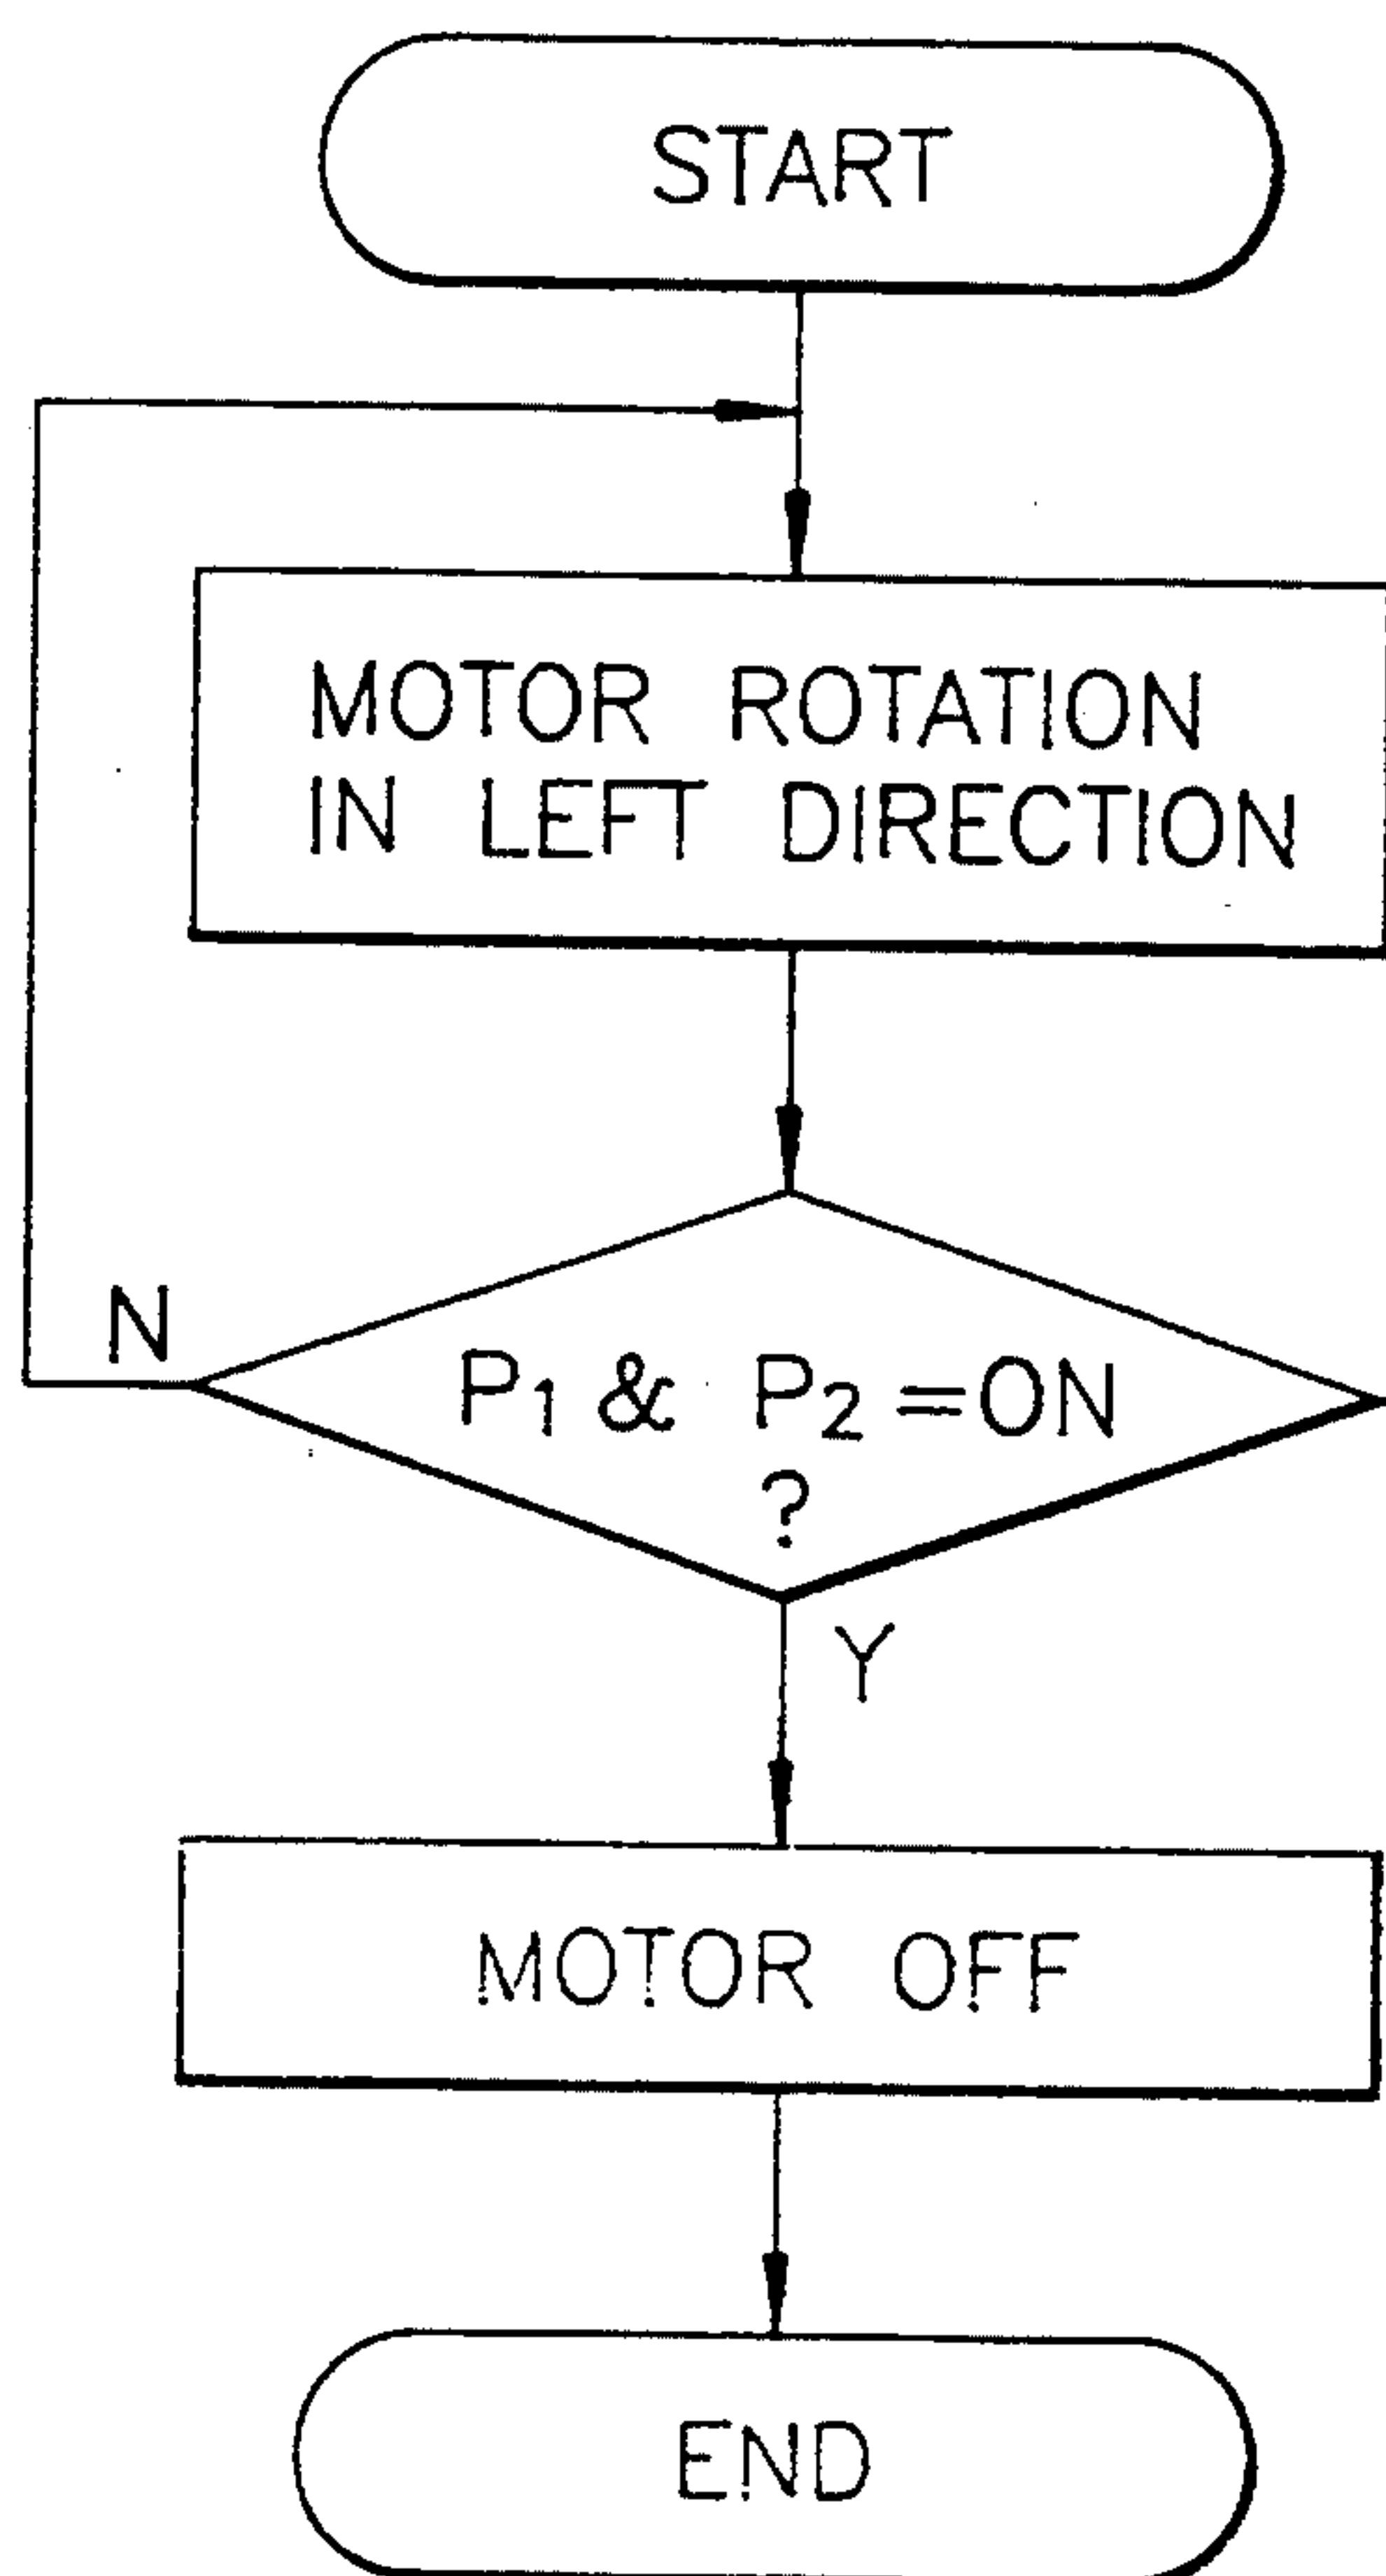 START
MOTOR ROTATION
IN LEFT DIRECTION
N
P₁ & P₂ =ON
?
Y
MOTOR OFF
END